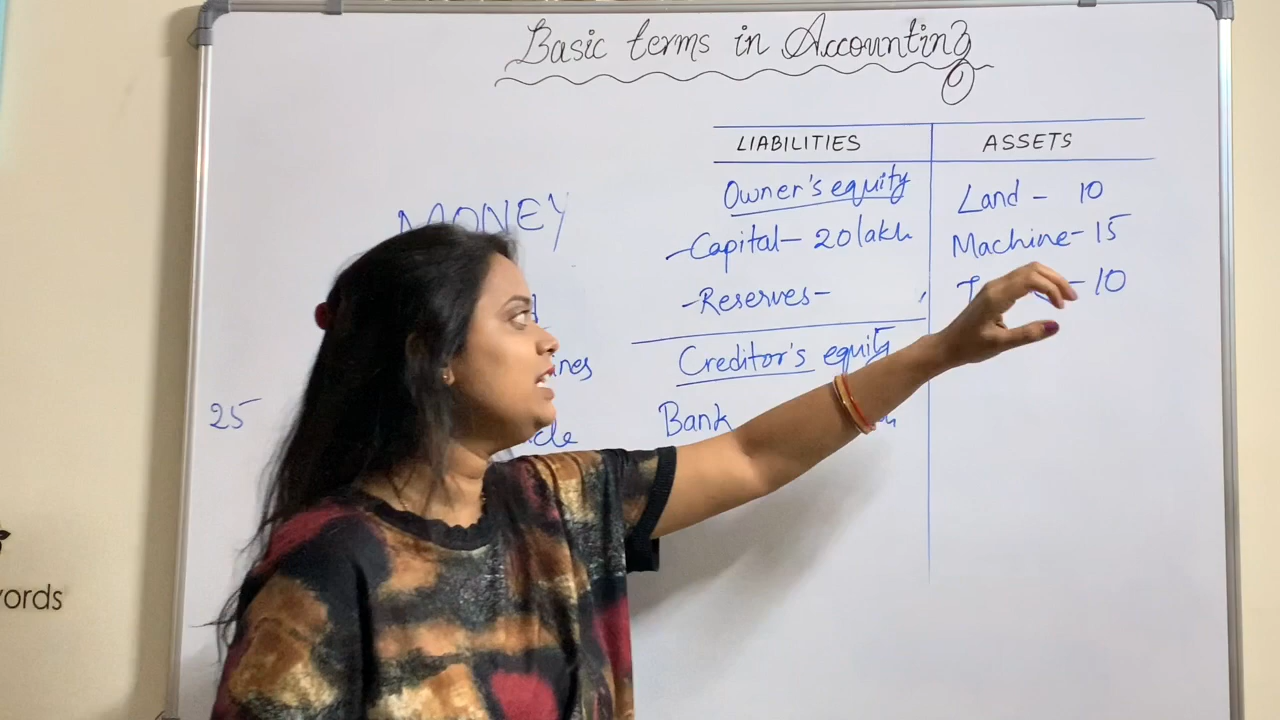 Basic terms in Accounting
LIABILITIES ASSETS
Owner's equity
Capital - 20 lakh
- Reserves -
Creditor's equity
Bank
Land - 10
Machine - 15
- 10
MONEY
25